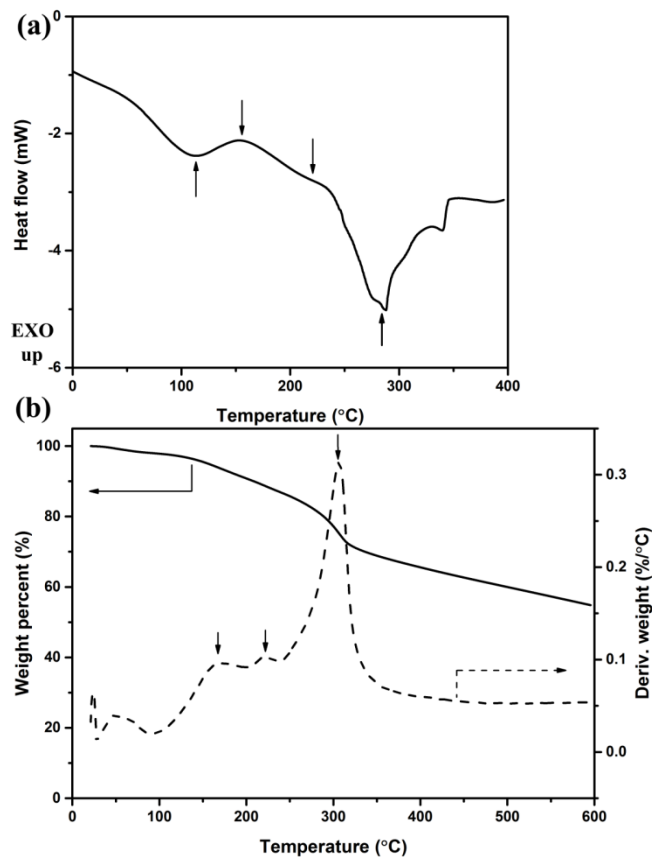 (a)
0
-2
-4
-6
Heat flow (mW)
EXO
up
0 100 200 300 400
Temperature (°C)
(b)
100
80
60
40
20
0
Weight percent (%)
0.3
0.2
0.1
0.0
Deriv. weight (%/°C)
0 100 200 300 400 500 600
Temperature (°C)